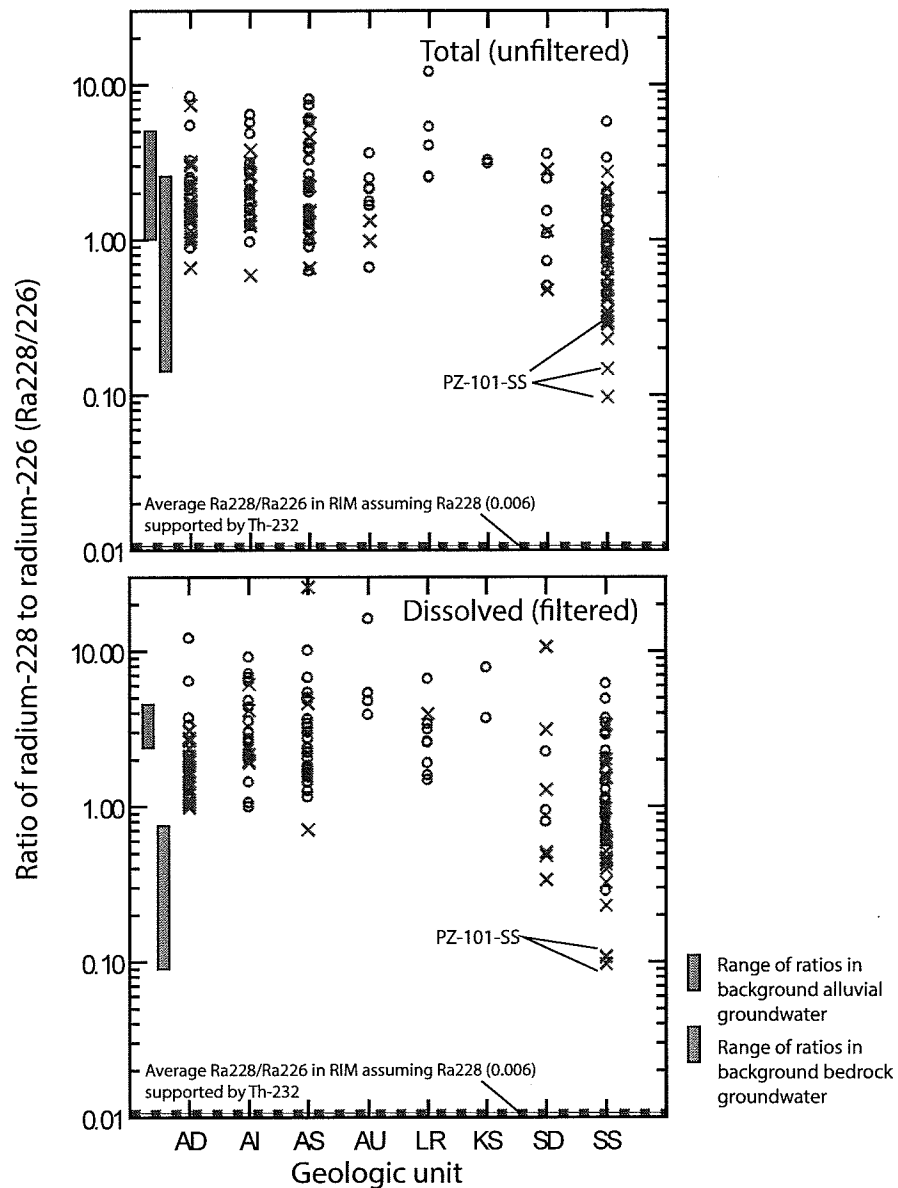 Ratio of radium-228 to radium-226 (Ra228/226)
Total (unfiltered)
10.00
1.00
0.10
0.01
PZ-101-SS
Average Ra228/Ra226 in RIM assuming Ra228 (0.006)
supported by Th-232
Dissolved (filtered)
10.00
1.00
0.10
0.01
PZ-101-SS
Average Ra228/Ra226 in RIM assuming Ra228 (0.006)
supported by Th-232
AD AI AS AU LR KS SD SS
Geologic unit
Range of ratios in
background alluvial
groundwater
Range of ratios in
background bedrock
groundwater